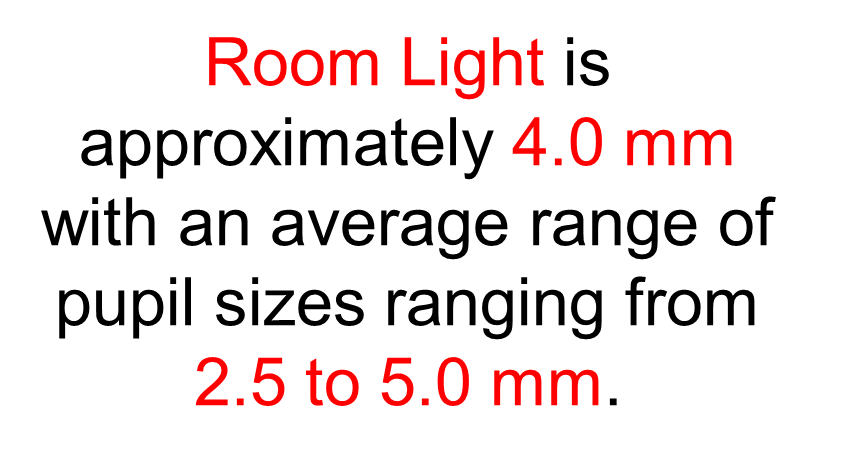 Room Light is
approximately 4.0 mm
with an average range of
pupil sizes ranging from
2.5 to 5.0 mm.